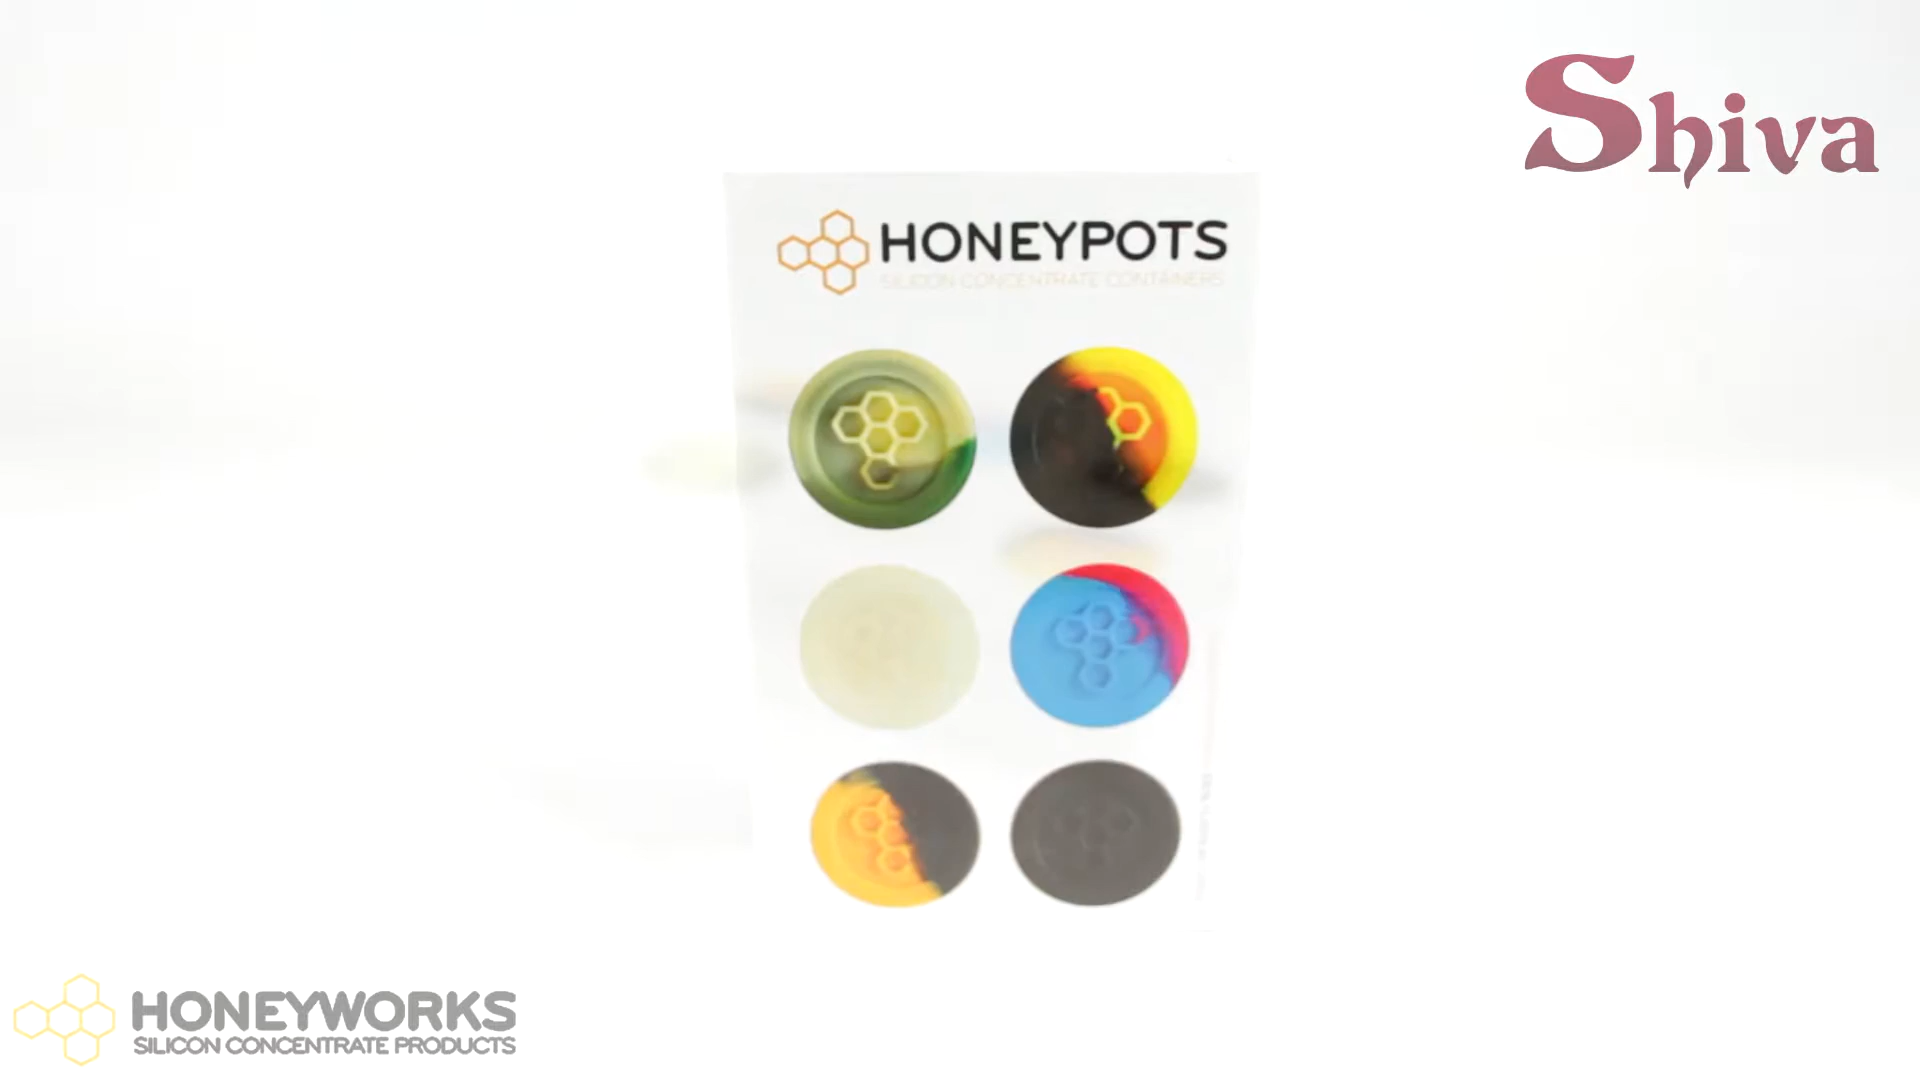 Shiva
HONEYPOTS
SILICON CONCENTRATE CONTAINERS
HONEYWORKS
SILICON CONCENTRATE PRODUCTS